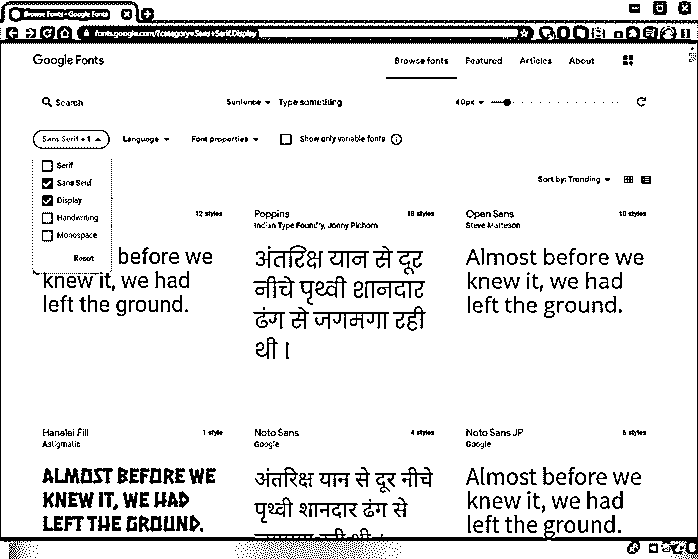 Browse Fonts - Google Fonts
fonts.google.com/?category=Sans+Serif,Display
Google Fonts
Browse fonts Featured Articles About
Search Sentence Type something 40px
Sans Serif + 1 Language Font properties Show only variable fonts
Serif
Sans Serif
Display
Handwriting
Monospace
Reset
Sort by: Trending
12 styles
before we
knew it, we had
left the ground.
Poppins 18 styles
Indian Type Foundry, Jonny Pinhorn
अंतरिक्ष यान से दूर
नीचे पृथ्वी शानदार
ढंग से जगमगा रही
थी ।
Open Sans 10 styles
Steve Matteson
Almost before we
knew it, we had
left the ground.
Hanalei Fill 1 style
Astigmatic
ALMOST BEFORE WE
KNEW IT, WE HAD
LEFT THE GROUND.
Noto Sans 4 styles
Google
अंतरिक्ष यान से दूर नीचे
पृथ्वी शानदार ढंग से
जगमगा रही थी ।
Noto Sans JP 6 styles
Google
Almost before we
knew it, we had
left the ground.